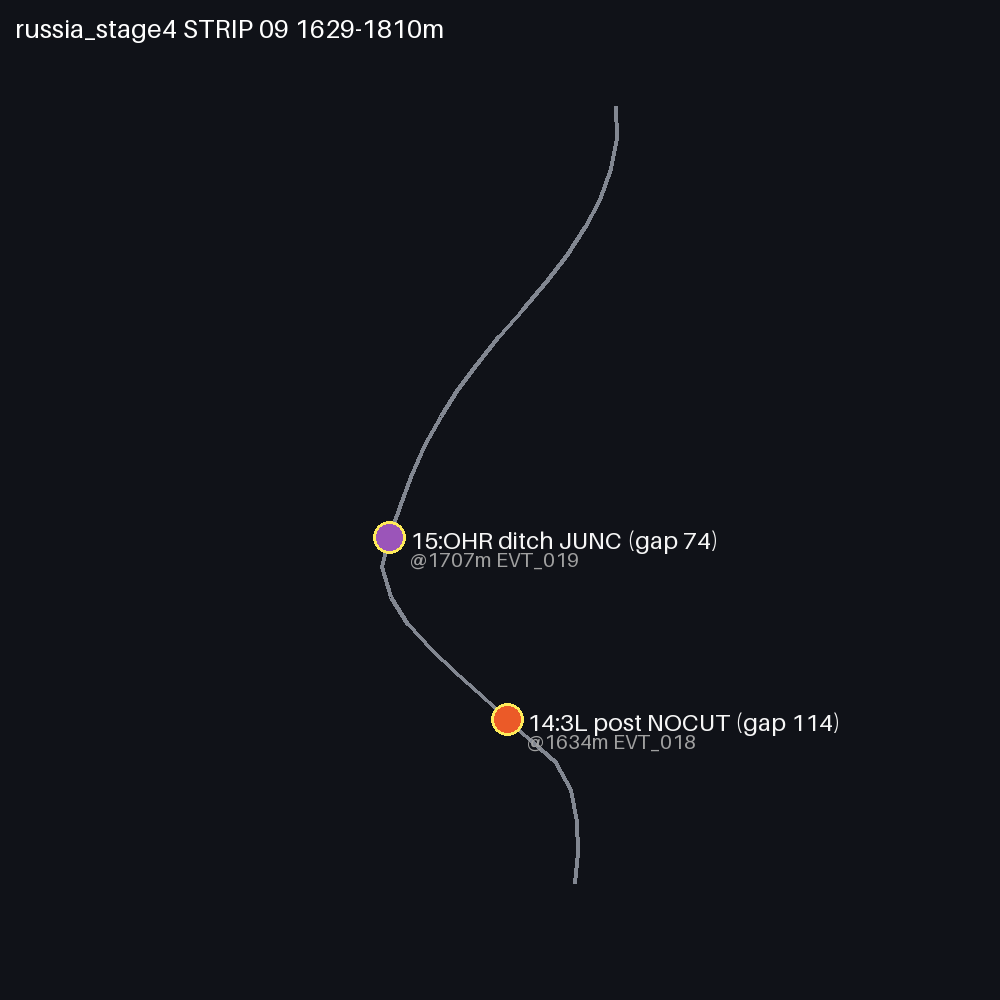 russia_stage4 STRIP 09 1629-1810m
15:OHR ditch JUNC (gap 74)
@1707m EVT_019
14:3L post NOCUT (gap 114)
@1634m EVT_018